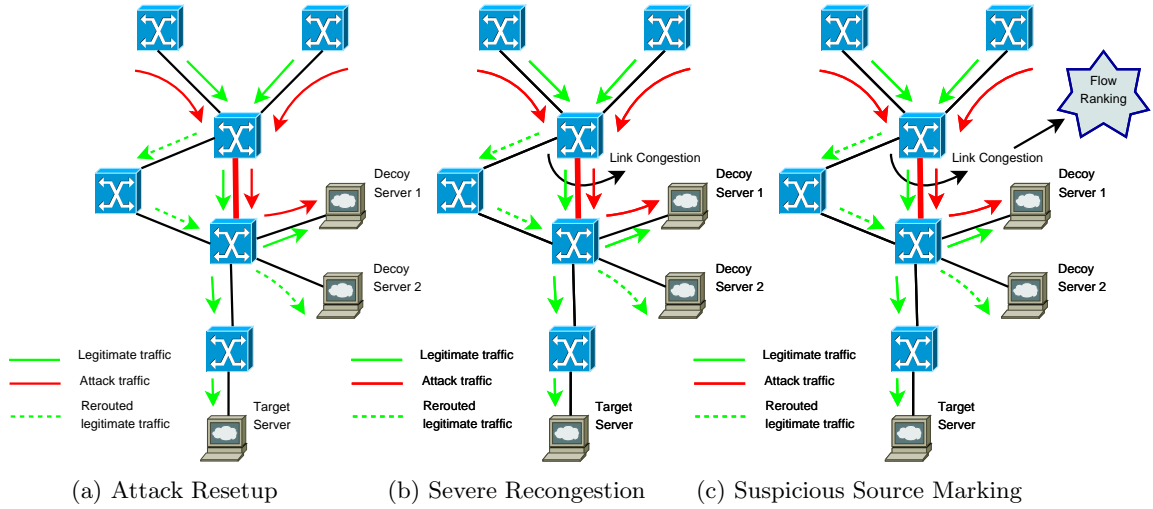 Decoy
Server 1
Decoy
Server 2
Legitimate traffic
Attack traffic
Rerouted
legitimate traffic
Target
Server
(a) Attack Resetup
Link Congestion
Decoy
Server 1
Decoy
Server 2
Legitimate traffic
Attack traffic
Rerouted
legitimate traffic
Target
Server
(b) Severe Recongestion
Flow
Ranking
Link Congestion
Decoy
Server 1
Decoy
Server 2
Legitimate traffic
Attack traffic
Rerouted
legitimate traffic
Target
Server
(c) Suspicious Source Marking